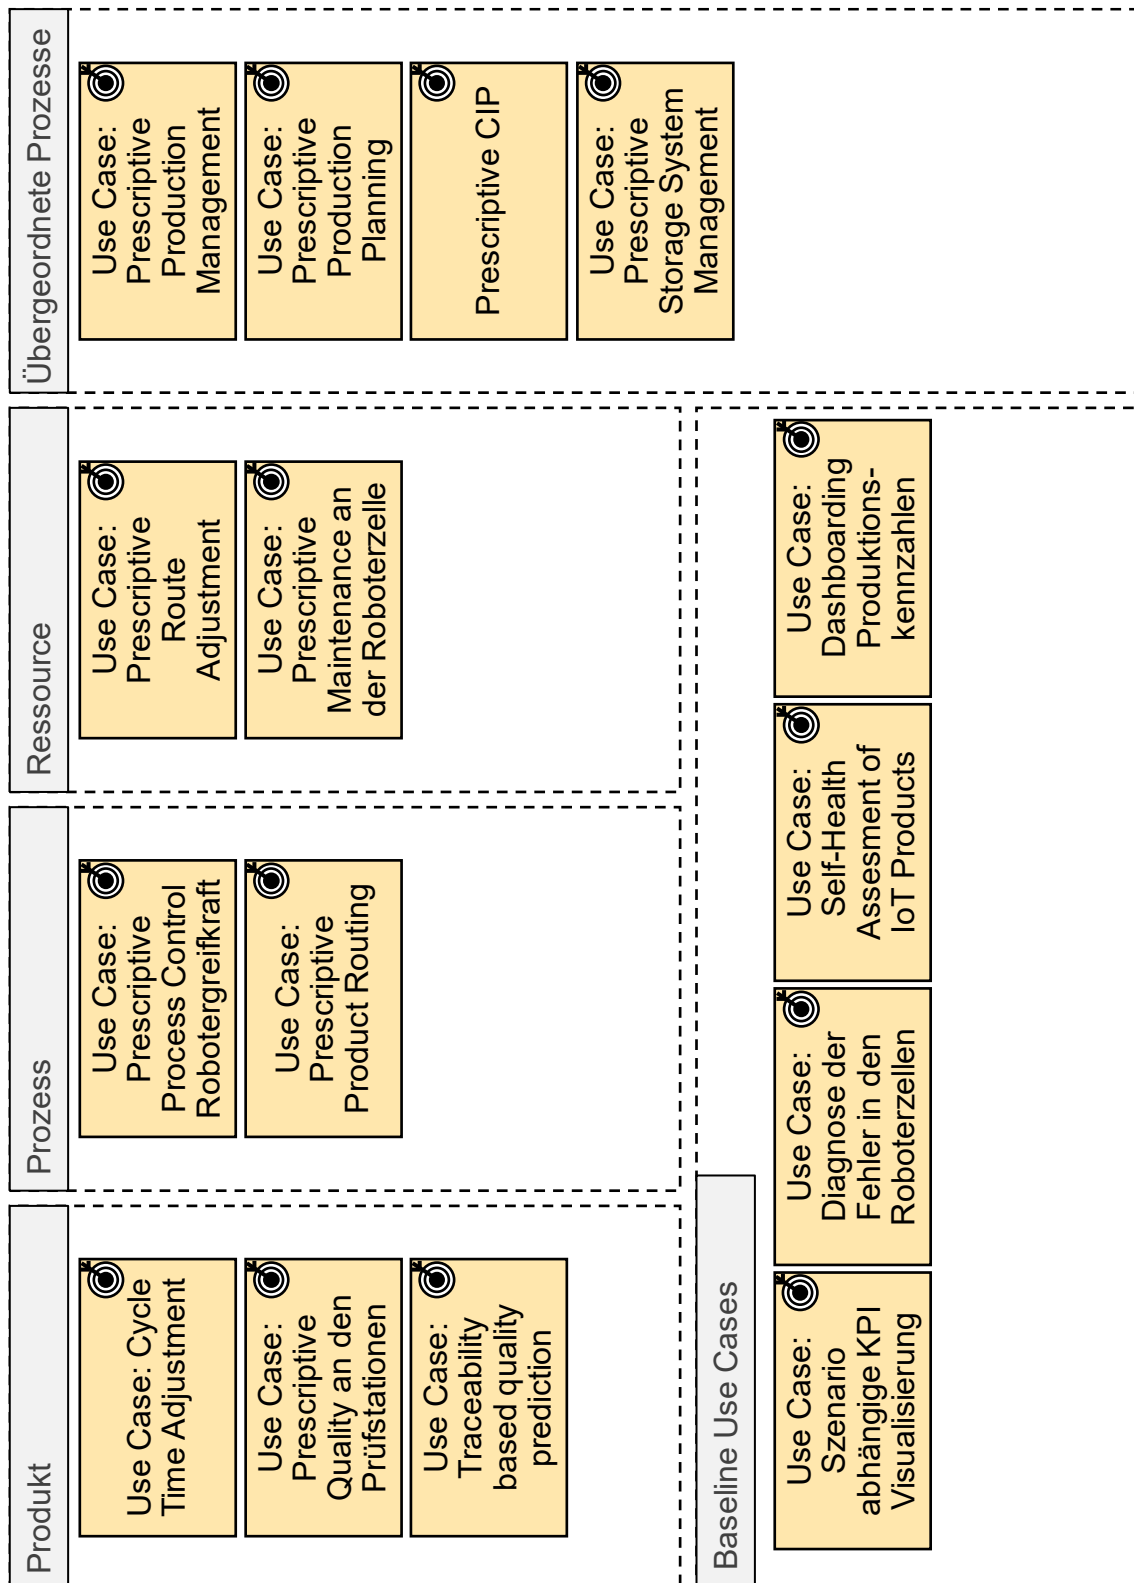 Produkt
Use Case: Cycle
Time Adjustment
Use Case:
Prescriptive
Quality an den
Prüfstationen
Use Case:
Traceability
based quality
prediction
Prozess
Use Case:
Prescriptive
Process Control
Robotergreifkraft
Use Case:
Prescriptive
Product Routing
Ressource
Use Case:
Prescriptive
Route
Adjustment
Use Case:
Prescriptive
Maintenance an
der Roboterzelle
Übergeordnete Prozesse
Use Case:
Prescriptive
Production
Management
Use Case:
Prescriptive
Production
Planning
Prescriptive CIP
Use Case:
Prescriptive
Storage System
Management
Baseline Use Cases
Use Case:
Szenario
abhängige KPI
Visualisierung
Use Case:
Diagnose der
Fehler in den
Roboterzellen
Use Case:
Self-Health
Assesment of
IoT Products
Use Case:
Dashboarding
Produktions-
kennzahlen